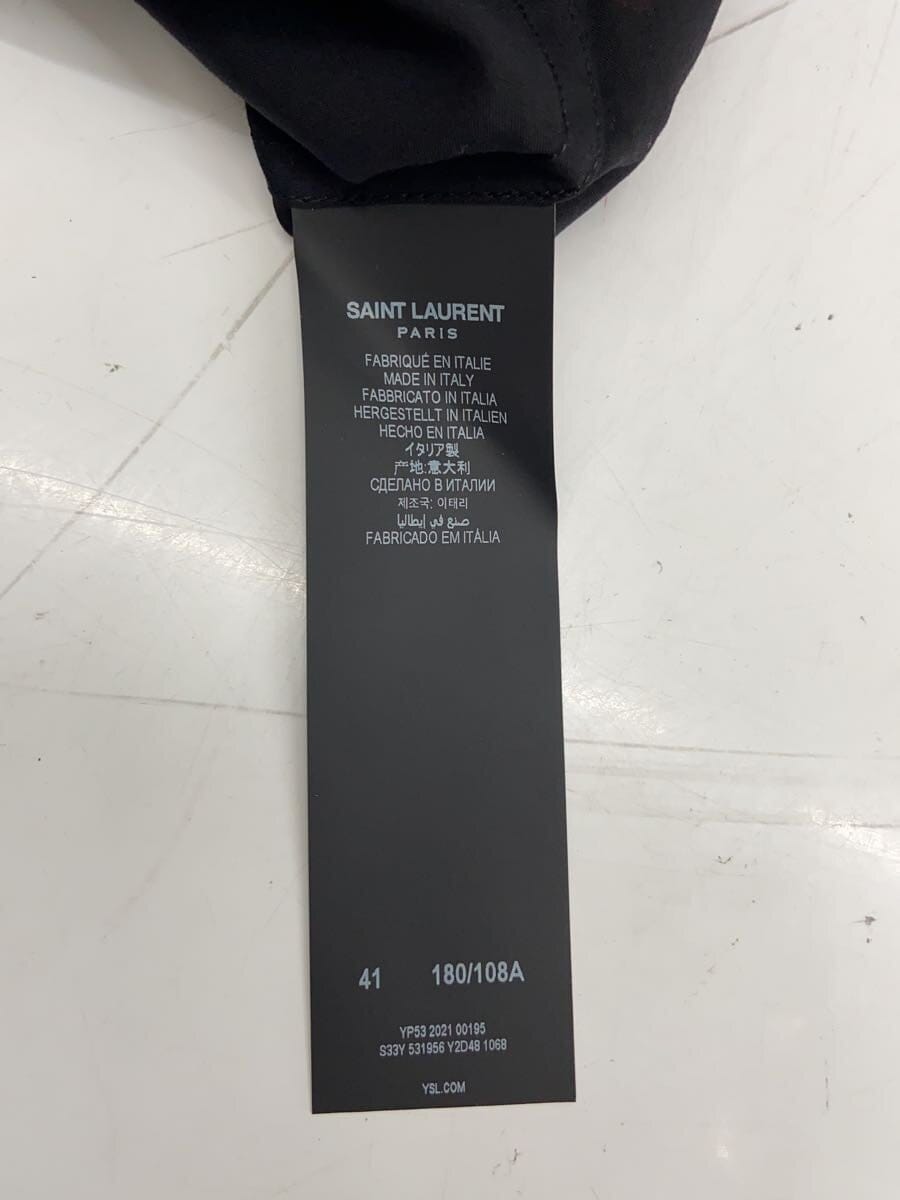 SAINT LAURENT
PARIS
FABRIQUÉ EN ITALIE
MADE IN ITALY
FABBRICATO IN ITALIA
HERGESTELLT IN ITALIEN
HECHO EN ITALIA
イタリア製
产地:意大利
СДЕЛАНО В ИТАЛИИ
제조국: 이태리
صنع في إيطاليا
FABRICADO EM ITÁLIA
41 180/108A
YP53 2021 00195
S33Y 531956 Y2D48 1068
YSL.COM